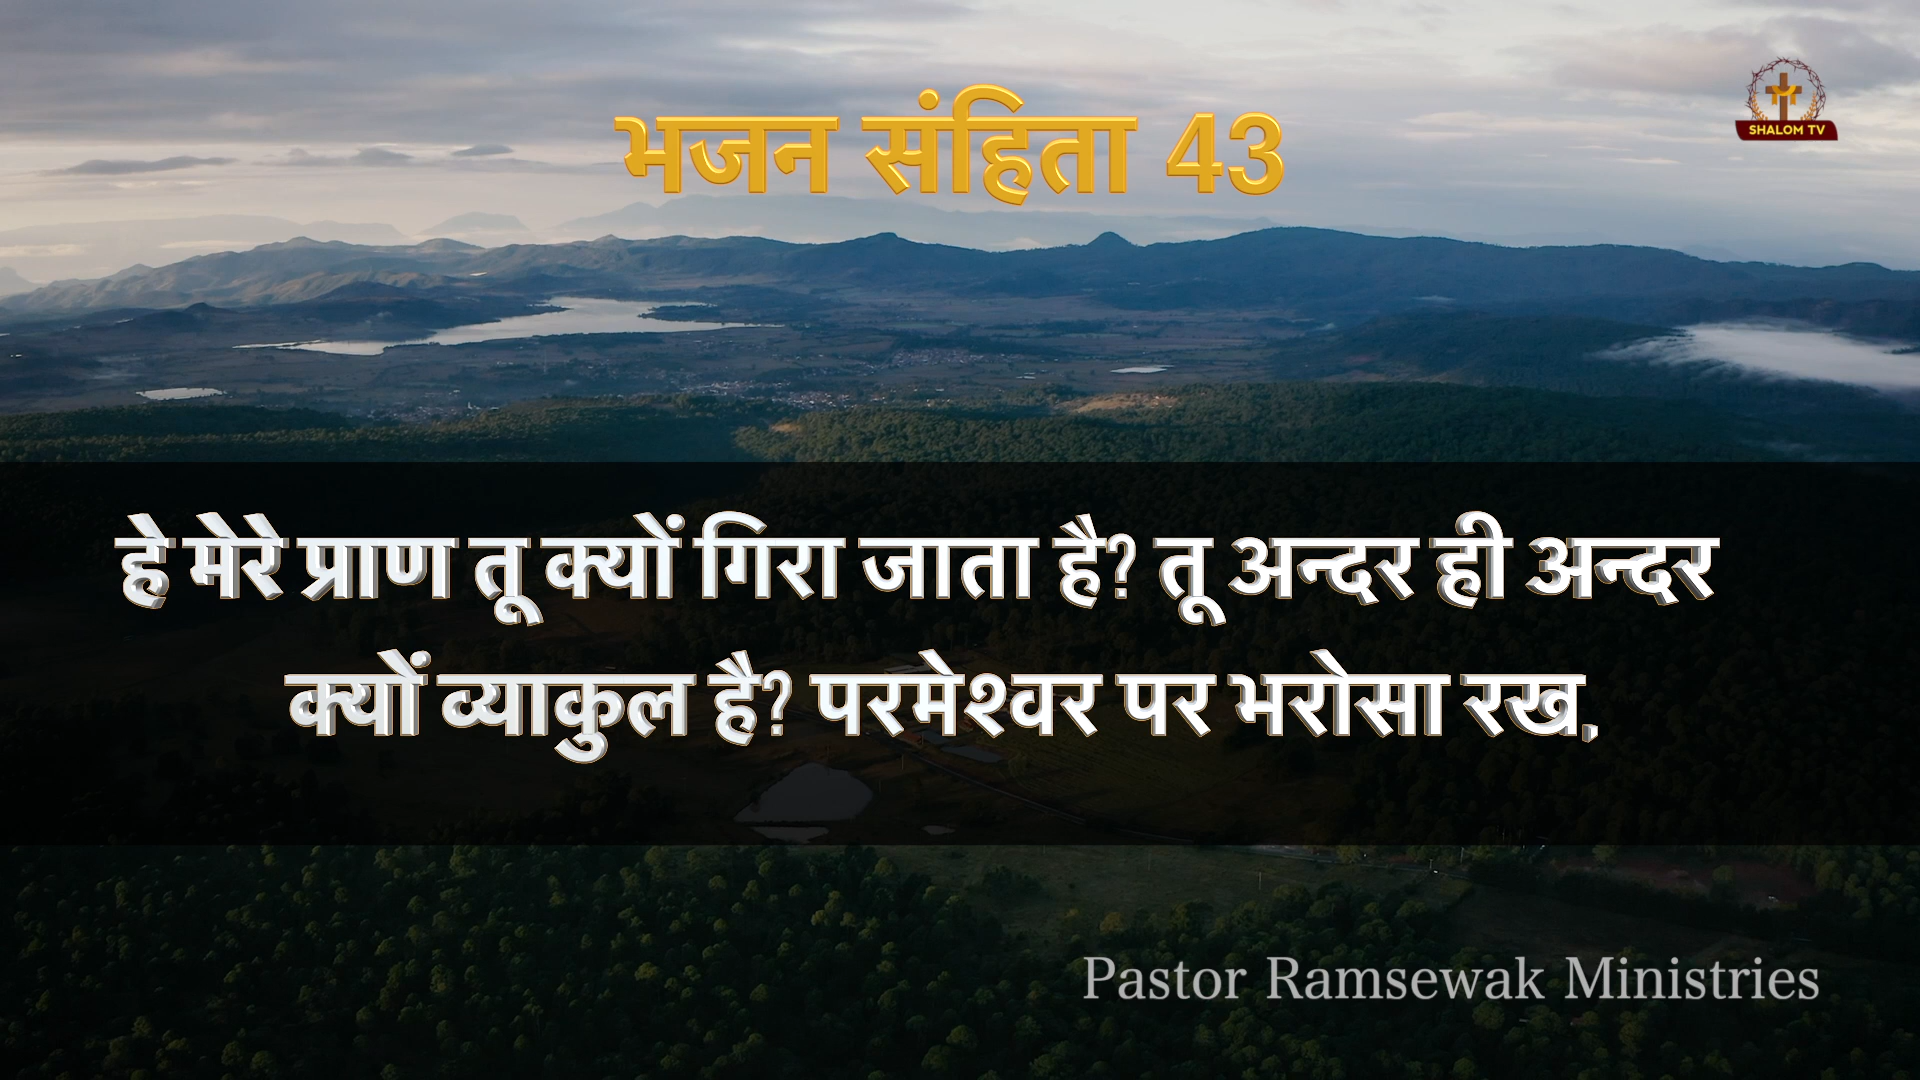 भजन संहिता 43
SHALOM TV
हे मेरे प्राण तू क्यों गिरा जाता है? तू अन्दर ही अन्दर
क्यों व्याकुल है? परमेश्वर पर भरोसा रख,
Pastor Ramsewak Ministries